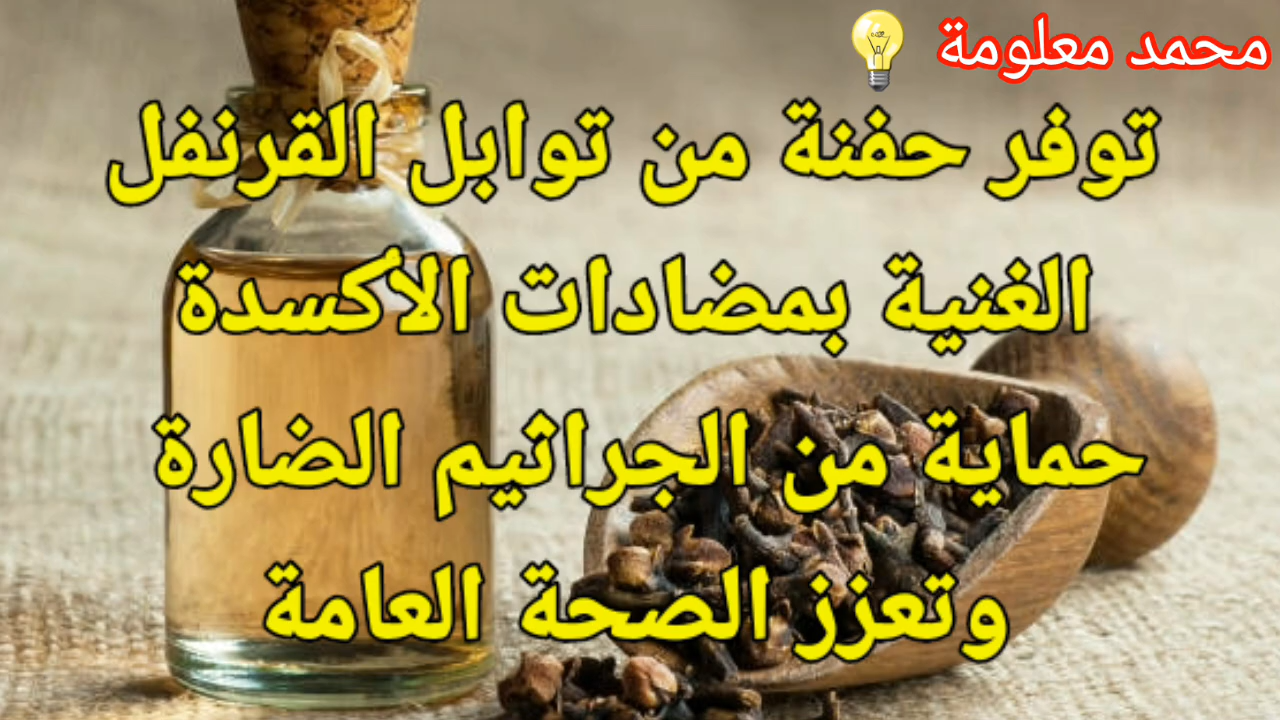 محمد معلومة
توفر حفنة من توابل القرنفل
الغنية بمضادات الأكسدة
حماية من الجراثيم الضارة
وتعزز الصحة العامة